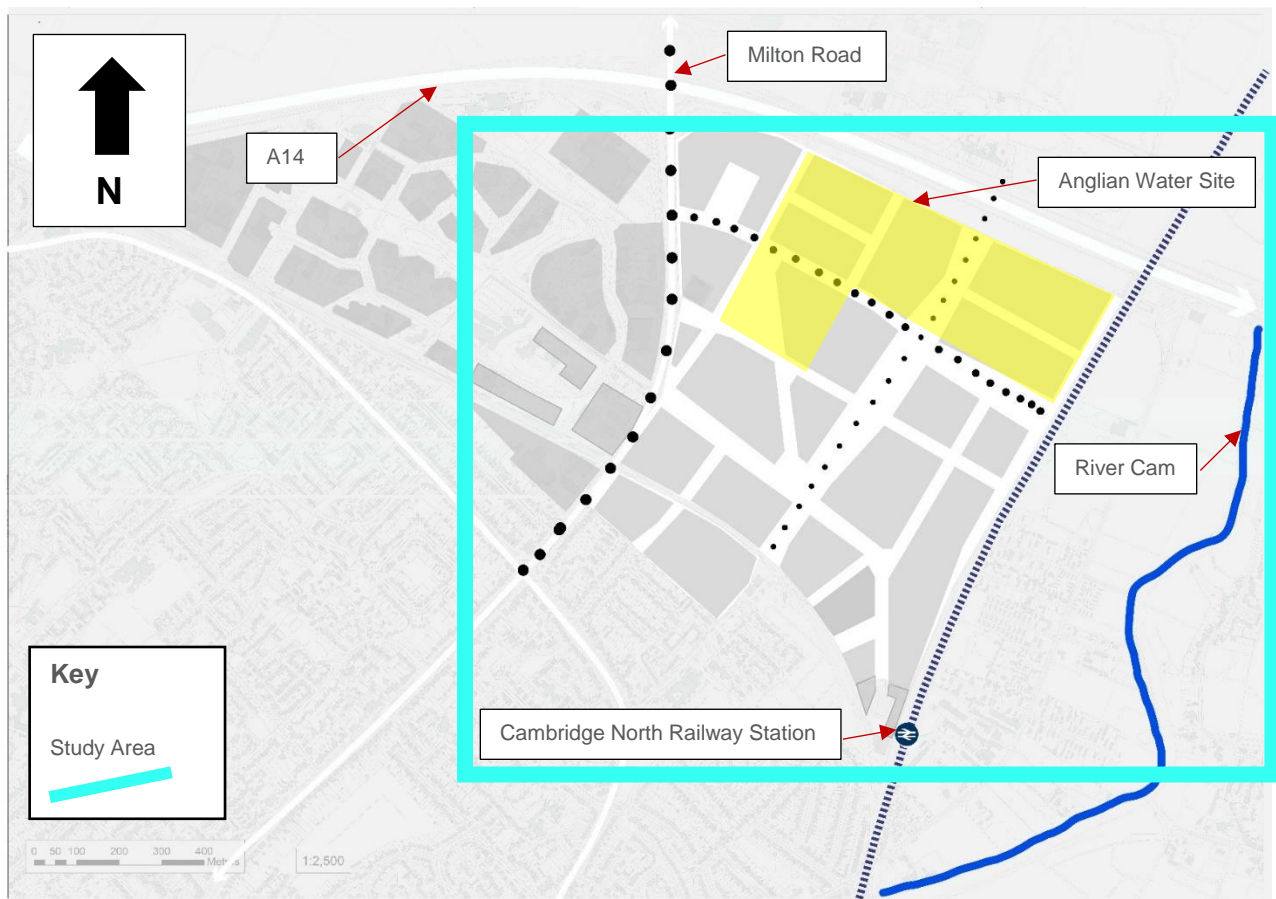 Milton Road
A14
N
Anglian Water Site
River Cam
Key
Study Area
Cambridge North Railway Station
0 50 100 200 300 400
Metres
1:2,500